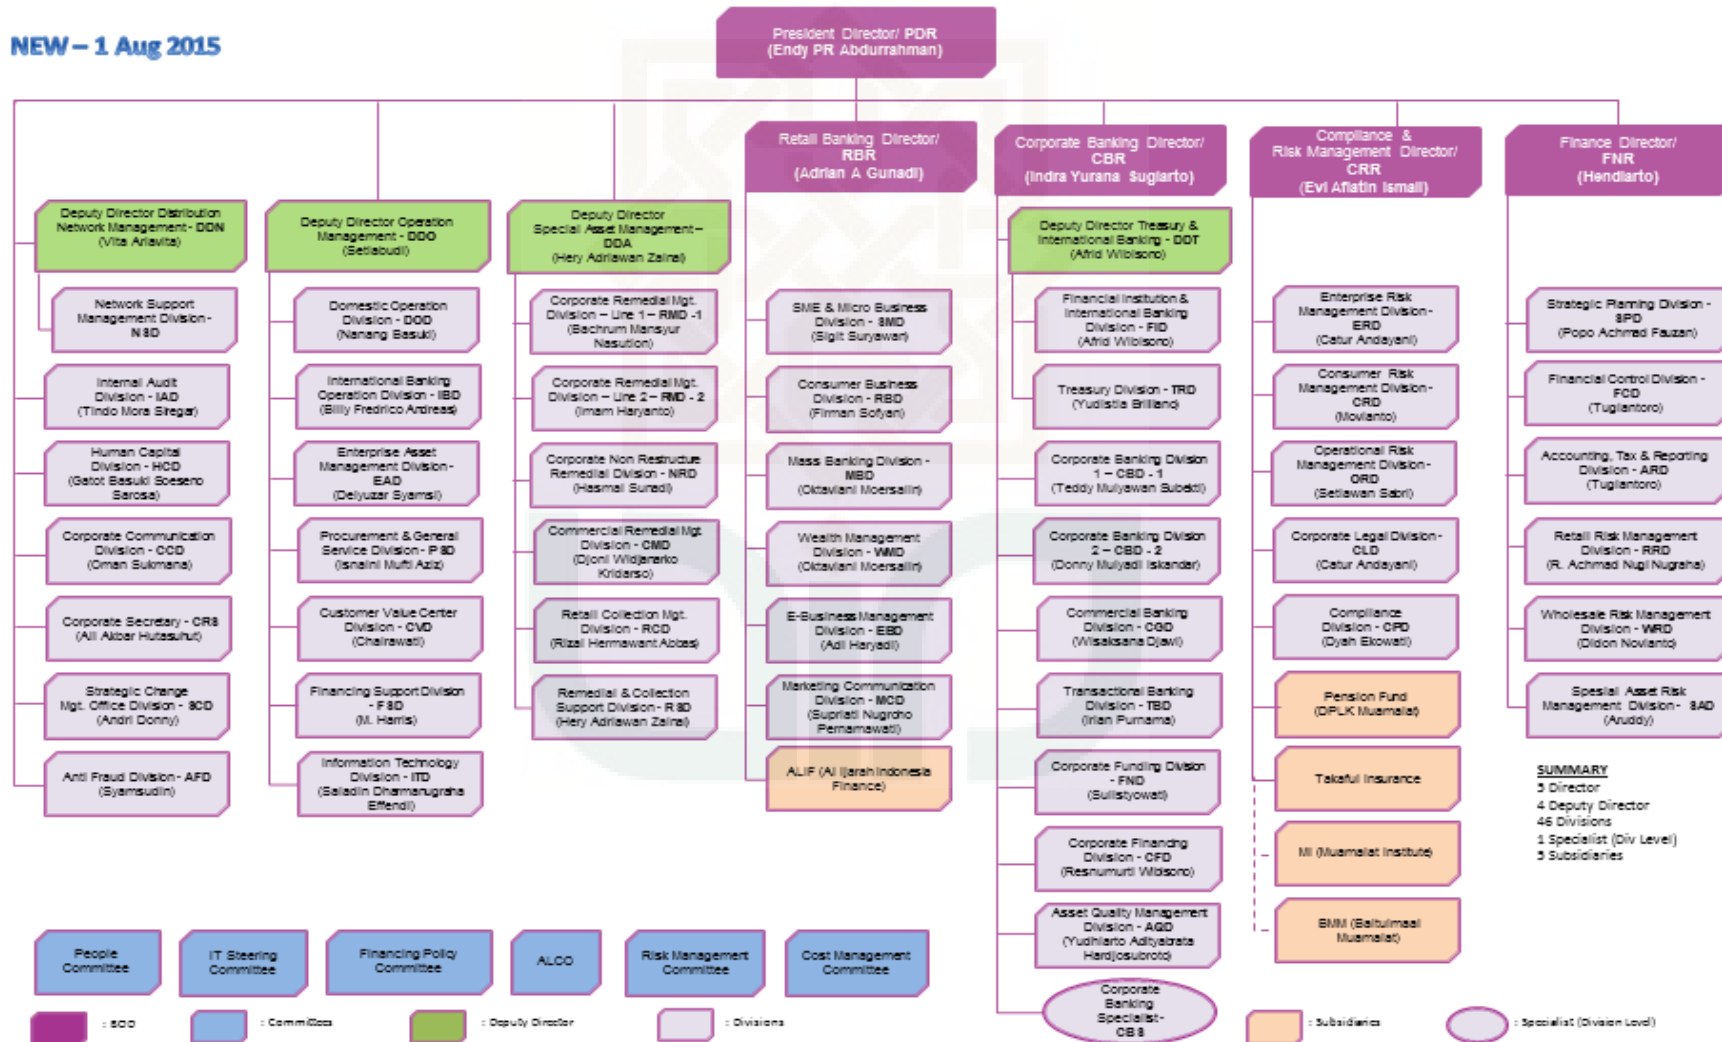 NEW – 1 Aug 2015
President Director/ PDR
(Endy PR Abdurrahman)
Retail Banking Director/
RBR
(Adrian A Gunadi)
Corporate Banking Director/
CBR
(Indra Yurana Sugiarto)
Compliance &
Risk Management Director/
CRR
(Evi Afiatin Ismail)
Finance Director/
FNR
(Hendiarto)
Deputy Director Distribution
Network Management - DDN
(Vita Arlavita)
Network Support
Management Division -
NSD
Internal Audit
Division - IAD
(Tindo Mora Siregar)
Human Capital
Division - HCD
(Gatot Basuki Soeseno
Sarosa)
Corporate Communication
Division - CCD
(Oman Sukmana)
Corporate Secretary - CRS
(Ali Akbar Hutasuhut)
Strategic Change
Mgt. Office Division - SCD
(Andri Donny)
Anti Fraud Division - AFD
(Syamsudin)
Deputy Director Operation
Management - DDO
(Setiabudi)
Domestic Operation
Division - DOD
(Nanang Basuki)
International Banking
Operation Division - IBD
(Billy Fredrico Andreas)
Enterprise Asset
Management Division -
EAD
(Delyuzar Syamsi)
Procurement & General
Service Division - PSD
(Isnaini Mufti Aziz)
Customer Value Center
Division - CVD
(Chairawati)
Financing Support Division
- FSD
(M. Harris)
Information Technology
Division - ITD
(Saladin Dharmanugraha
Effendi)
Deputy Director
Special Asset Management –
DDA
(Hery Adriawan Zainal)
Corporate Remedial Mgt.
Division – Line 1 – RMD -1
(Bachrum Mansyur
Nasution)
Corporate Remedial Mgt.
Division – Line 2 – RMD - 2
(Imam Haryanto)
Corporate Non Restructure
Remedial Division - NRD
(Hasmal Sunadi)
Commercial Remedial Mgt
Division - CMD
(Djoni Widjanarko
Kridarso)
Retail Collection Mgt.
Division - RCD
(Rizal Hermawant Abbas)
Remedial & Collection
Support Division - RSD
(Hery Adriawan Zainal)
SME & Micro Business
Division - SMD
(Sigit Suryawan)
Consumer Business
Division - RBD
(Firman Sofyan)
Mass Banking Division -
MBD
(Oktaviani Moersalin)
Wealth Management
Division - WMD
(Oktaviani Moersalin)
E-Business Management
Division - EBD
(Adi Haryadi)
Marketing Communication
Division - MCD
(Supriati Nugroho
Pernamawati)
ALIF (Al Ijarah Indonesia
Finance)
Deputy Director Treasury &
International Banking - DDT
(Afrid Wibisono)
Financial Institution &
International Banking
Division - FID
(Afrid Wibisono)
Treasury Division - TRD
(Yudistia Brilliano)
Corporate Banking Division
1 – CBD - 1
(Teddy Mulyawan Subekti)
Corporate Banking Division
2 – CBD - 2
(Donny Mulyadi Iskandar)
Commercial Banking
Division - CGD
(Wisaksana Djawi)
Transactional Banking
Division - TBD
(Irian Purnama)
Corporate Funding Division
- FND
(Sulistyowati)
Corporate Financing
Division - CFD
(Resnumurti Wibisono)
Asset Quality Management
Division - AQD
(Yudhiarto Adityabrata
Hardjosubroto)
Corporate
Banking
Specialist-
CBS
Enterprise Risk
Management Division-
ERD
(Catur Andayani)
Consumer Risk
Management Division-
CRD
(Movianto)
Operational Risk
Management Division-
ORD
(Setiawan Sabri)
Corporate Legal Division-
CLD
(Catur Andayani)
Compliance
Division - CPD
(Dyah Ekowati)
Pension Fund
(DPLK Muamalat)
Takaful Insurance
MI (Muamalat Institute)
BMM (Baitulmaal
Muamalat)
Strategic Planning Division -
SPD
(Popo Achmad Fauzan)
Financial Control Division -
FCD
(Tugiantoro)
Accounting, Tax & Reporting
Division - ARD
(Tugiantoro)
Retail Risk Management
Division - RRD
(R. Achmad Nugi Nugraha)
Wholesale Risk Management
Division - WRD
(Didon Novianto)
Spesial Asset Risk
Management Division - SAD
(Aruddy)
SUMMARY
5 Director
4 Deputy Director
46 Divisions
1 Specialist (Div Level)
5 Subsidiaries
People
Committee
IT Steering
Committee
Financing Policy
Committee
ALCO
Risk Management
Committee
Cost Management
Committee
: BOD
: Committees
: Deputy Director
: Divisions
: Subsidiaries
: Specialist (Division Level)